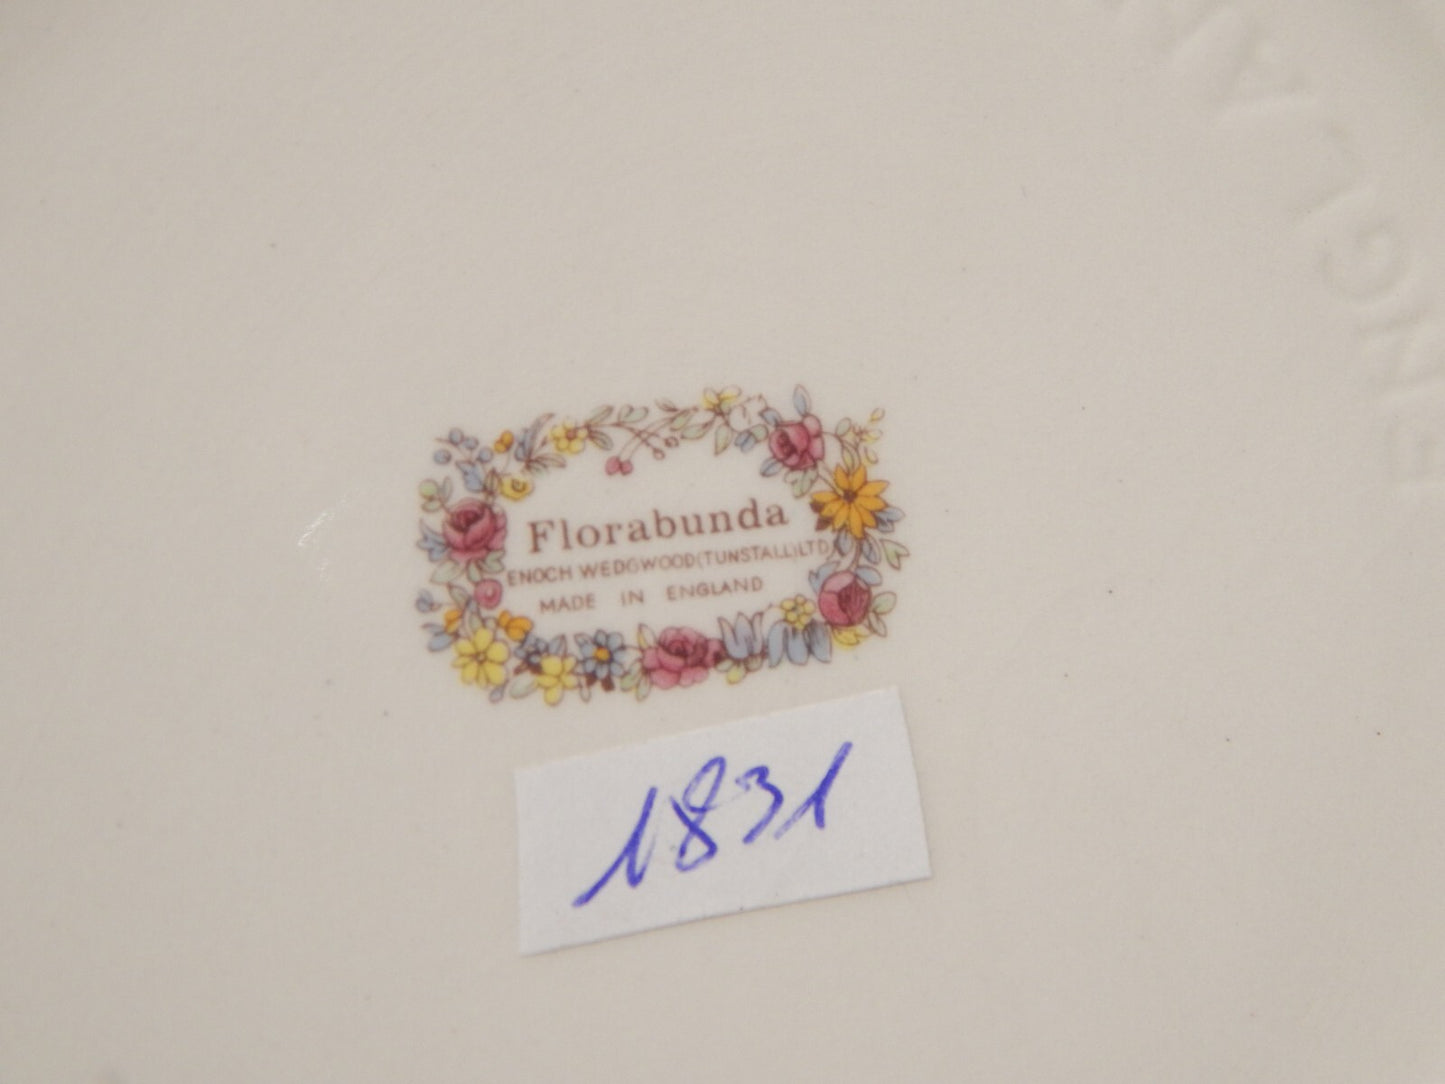 Florabunda
ENOCH WEDGWOOD (TUNSTALL) LTD
MADE IN ENGLAND
1831